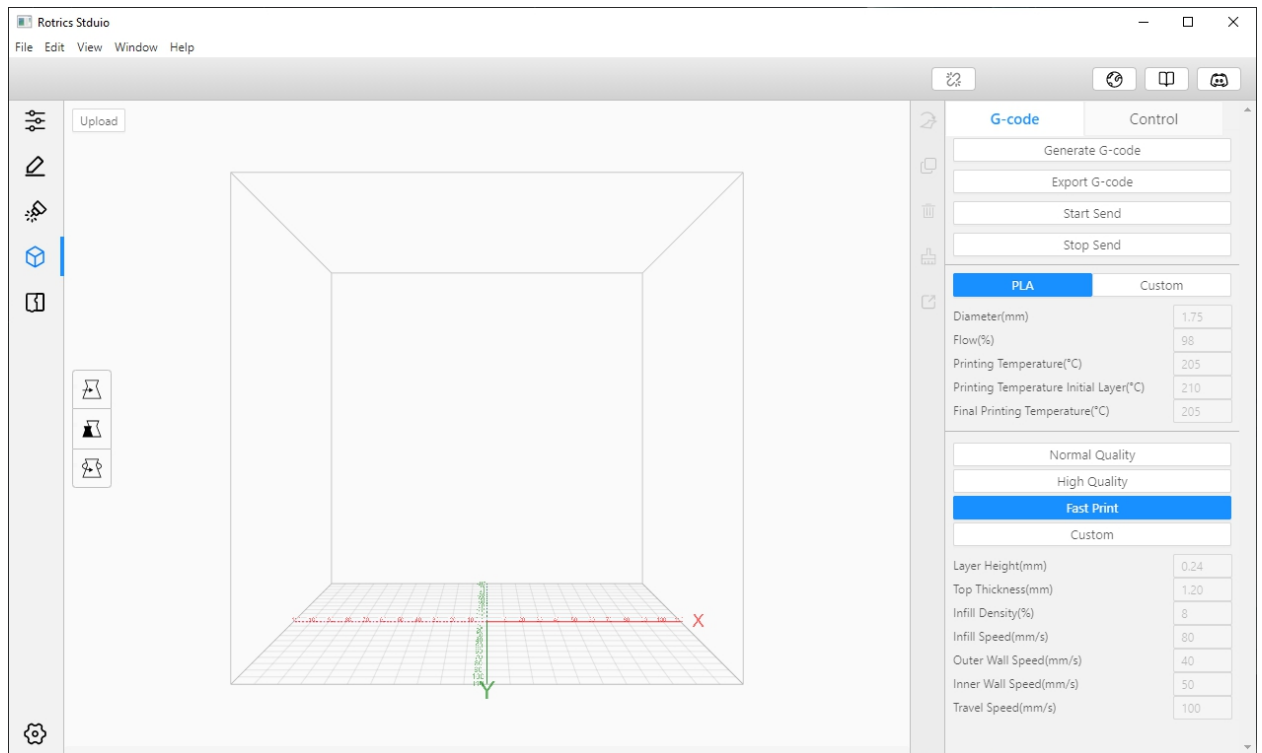 Rotrics Stduio
File Edit View Window Help
Upload
G-code Control
Generate G-code
Export G-code
Start Send
Stop Send
PLA Custom
Diameter(mm) 1.75
Flow(%) 98
Printing Temperature(°C) 205
Printing Temperature Initial Layer(°C) 210
Final Printing Temperature(°C) 205
Normal Quality
High Quality
Fast Print
Custom
Layer Height(mm) 0.24
Top Thickness(mm) 1.20
Infill Density(%) 8
Infill Speed(mm/s) 80
Outer Wall Speed(mm/s) 40
Inner Wall Speed(mm/s) 50
Travel Speed(mm/s) 100
X
Y